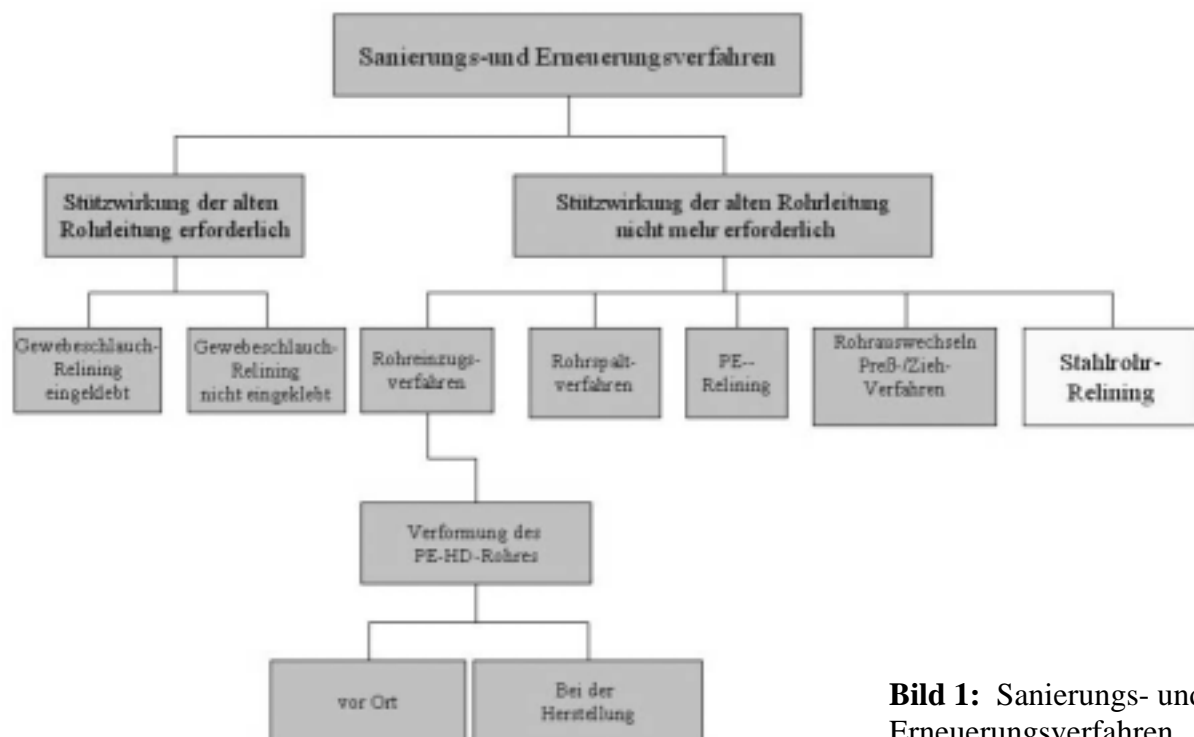 Sanierungs-und Erneuerungsverfahren
Stützwirkung der alten
Rohrleitung erforderlich
Stützwirkung der alten Rohrleitung
nicht mehr erforderlich
Gewebeschlauch-
Relining
eingeklebt
Gewebeschlauch-
Relining
nicht eingeklebt
Rohreinzugs-
verfahren
Rohrspalt-
verfahren
PE--
Relining
Rohrauswechseln
Preß-/Zieh-
Verfahren
Stahlrohr-
Relining
Verformung des
PE-HD-Rohres
vor Ort
Bei der
Herstellung
Bild 1: Sanierungs- und
Erneuerungsverfahren